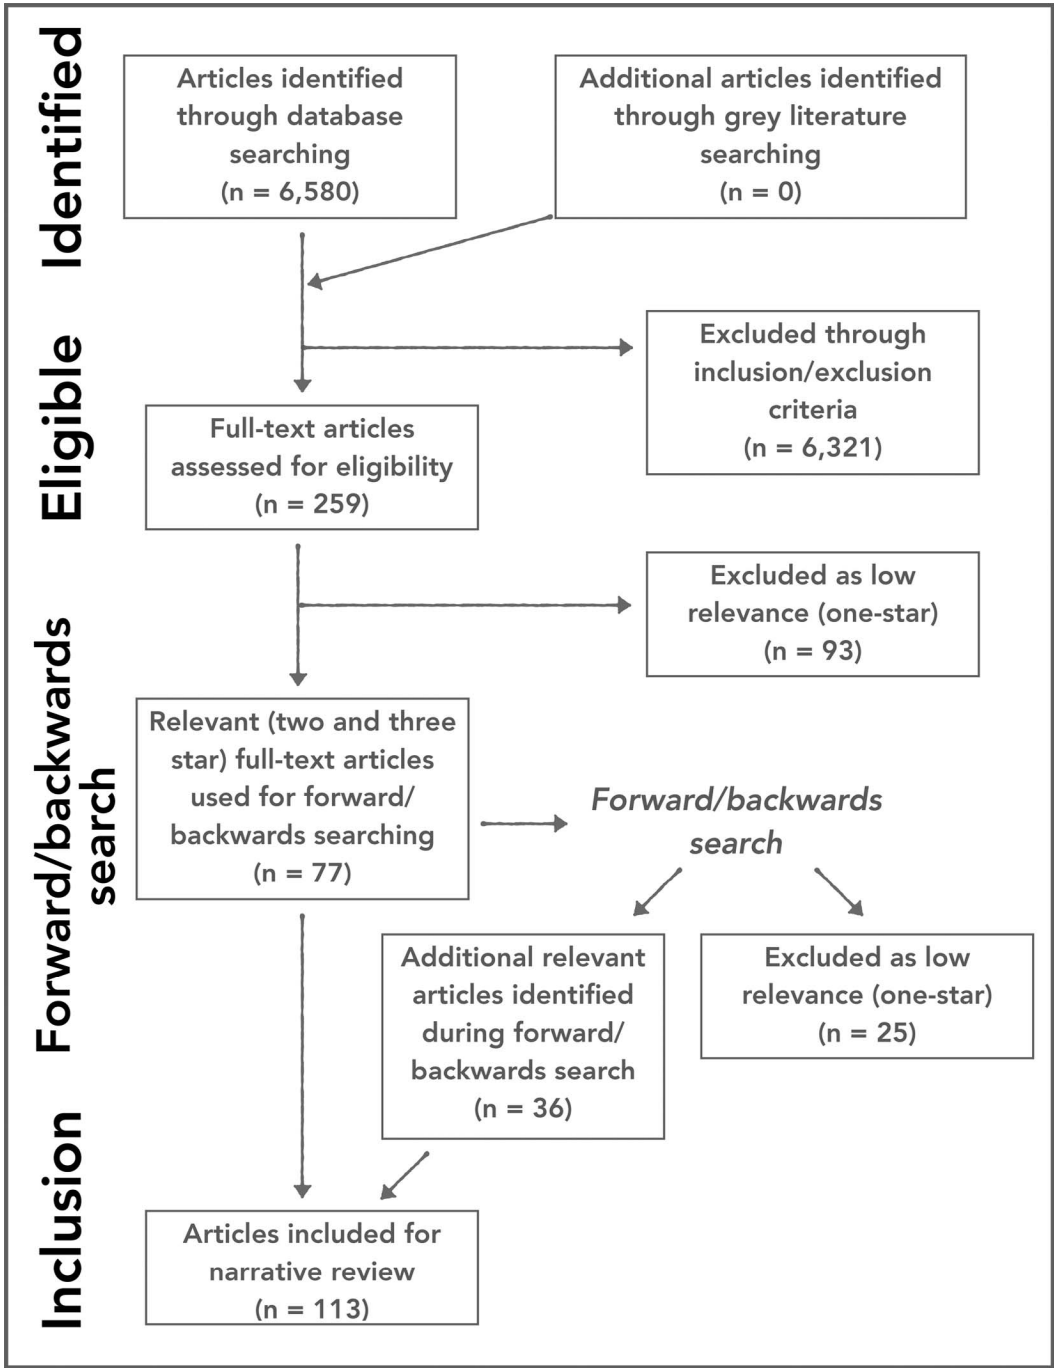 Identified
Articles identified
through database
searching
(n = 6,580)
Additional articles identified
through grey literature
searching
(n = 0)
Eligible
Excluded through
inclusion/exclusion
criteria
(n = 6,321)
Full-text articles
assessed for eligibility
(n = 259)
Excluded as low
relevance (one-star)
(n = 93)
Forward/backwards
search
Relevant (two and three
star) full-text articles
used for forward/
backwards searching
(n = 77)
Forward/backwards
search
Additional relevant
articles identified
during forward/
backwards search
(n = 36)
Excluded as low
relevance (one-star)
(n = 25)
Inclusion
Articles included for
narrative review
(n = 113)